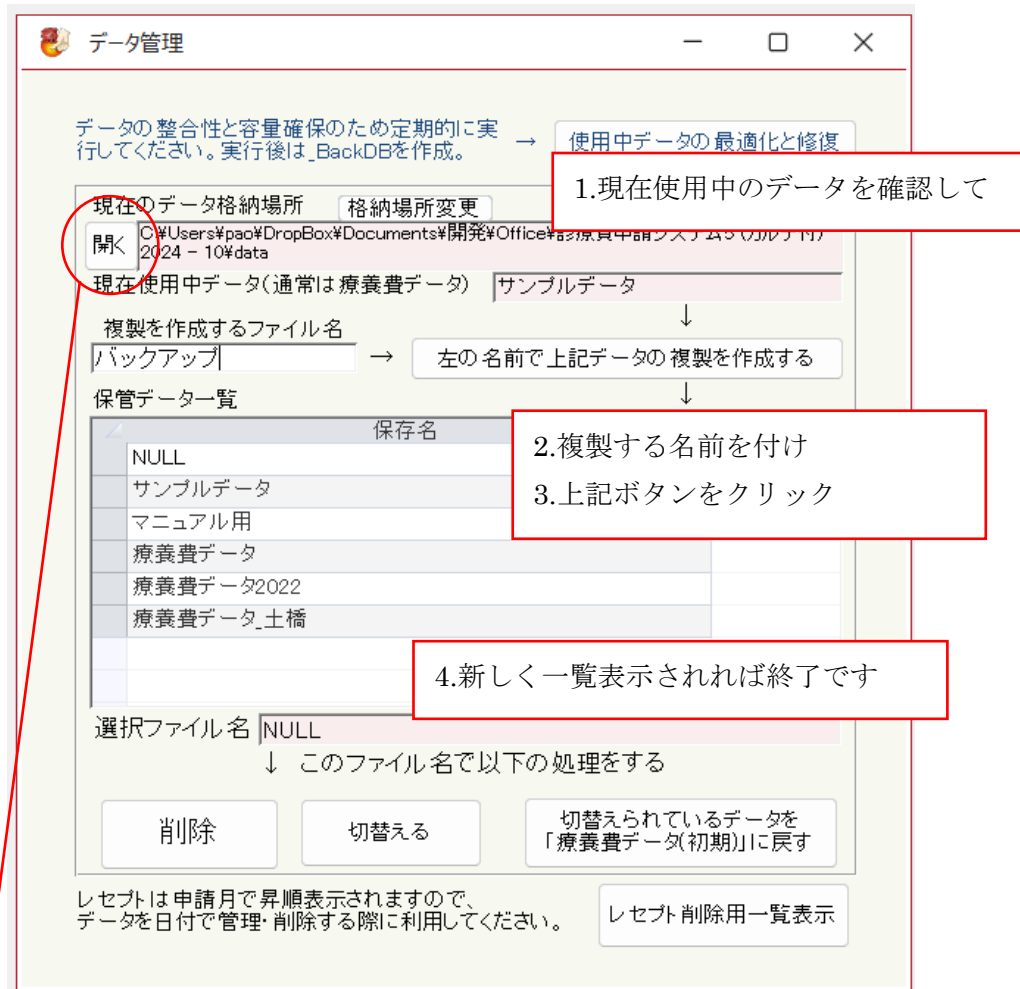 データ管理
データの整合性と容量確保のため定期的に実
行してください。実行後は_BackDBを作成。
→
使用中データの最適化と修復
1.現在使用中のデータを確認して
現在のデータ格納場所
格納場所変更
開く
C:¥Users¥pao¥DropBox¥Documents¥開発¥Office¥診療費申請システム5(カルテ付)
2024 - 10¥data
現在使用中データ(通常は療養費データ)
サンプルデータ
↓
複製を作成するファイル名
バックアップ
→
左の名前で上記データの複製を作成する
↓
保管データ一覧
保存名
2.複製する名前を付け
3.上記ボタンをクリック
NULL
サンプルデータ
マニュアル用
療養費データ
療養費データ2022
療養費データ_土橋
4.新しく一覧表示されれば終了です
選択ファイル名
NULL
↓ このファイル名で以下の処理をする
削除
切替える
切替えられているデータを
「療養費データ(初期)」に戻す
レセプトは申請月で昇順表示されますので、
データを日付で管理・削除する際に利用してください。
レセプト削除用一覧表示